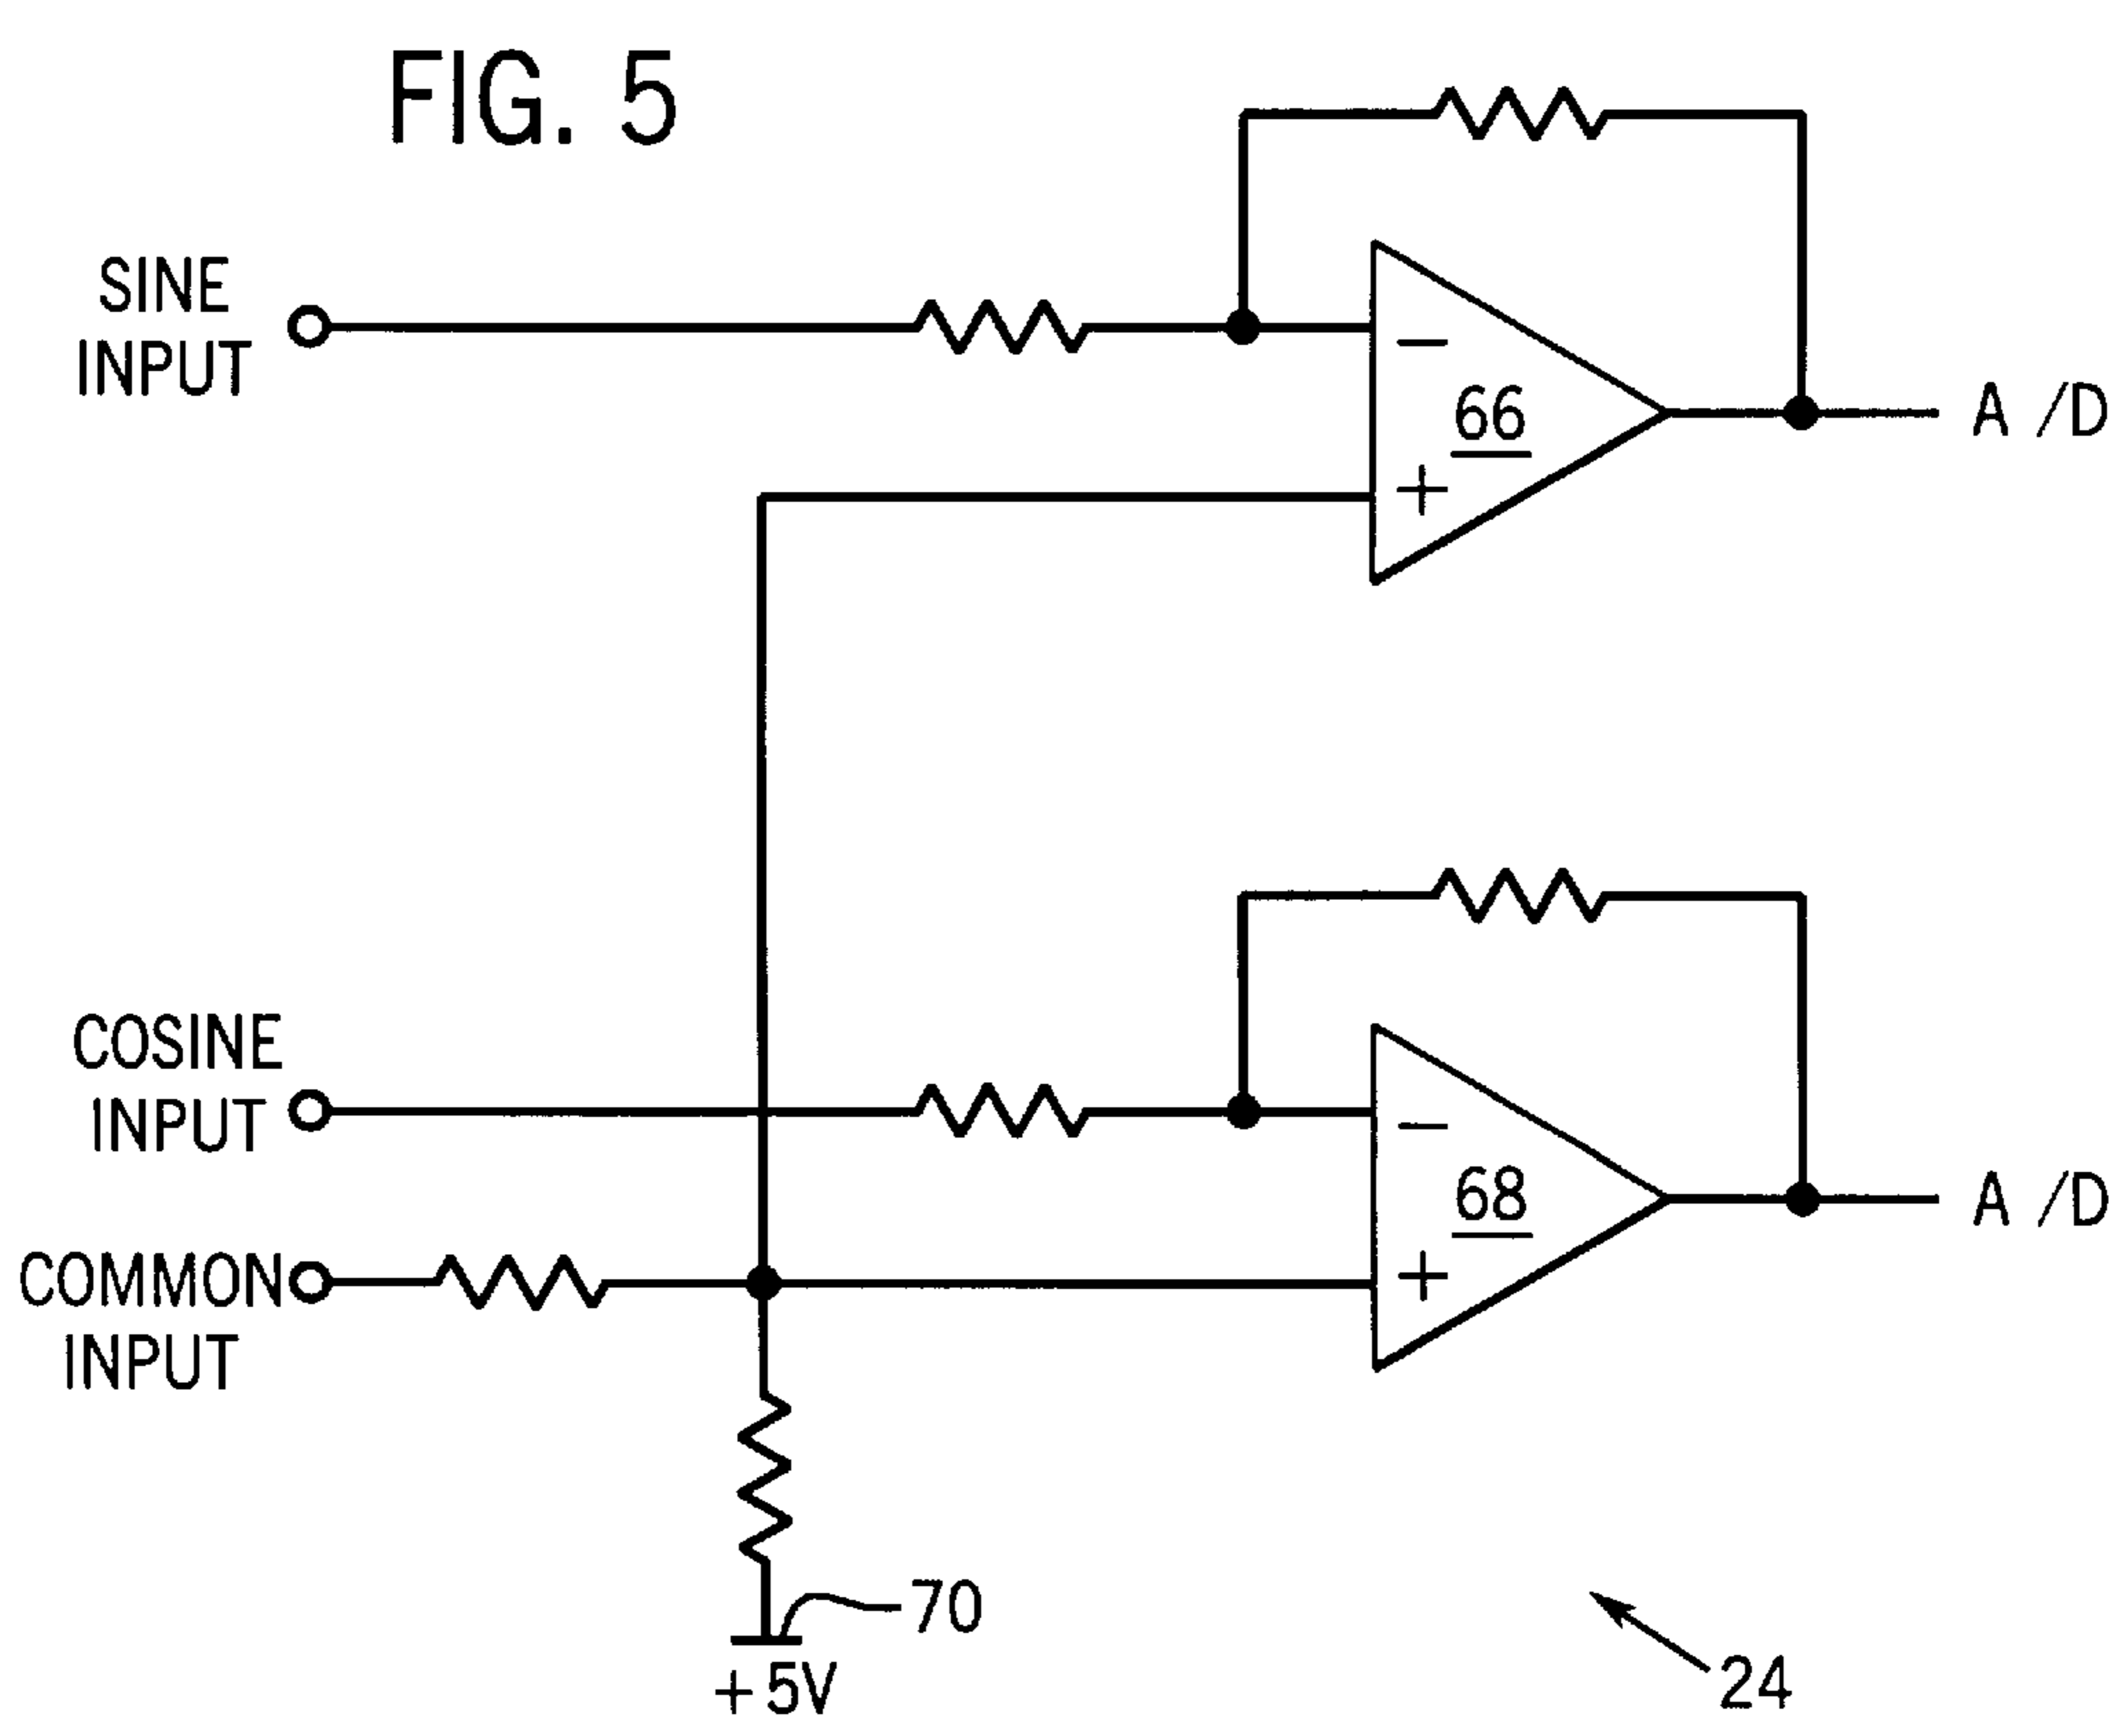 FIG. 5
SINE
INPUT
−
66
+
A /D
COSINE
INPUT
−
68
+
A /D
COMMON
INPUT
70
+5V
24